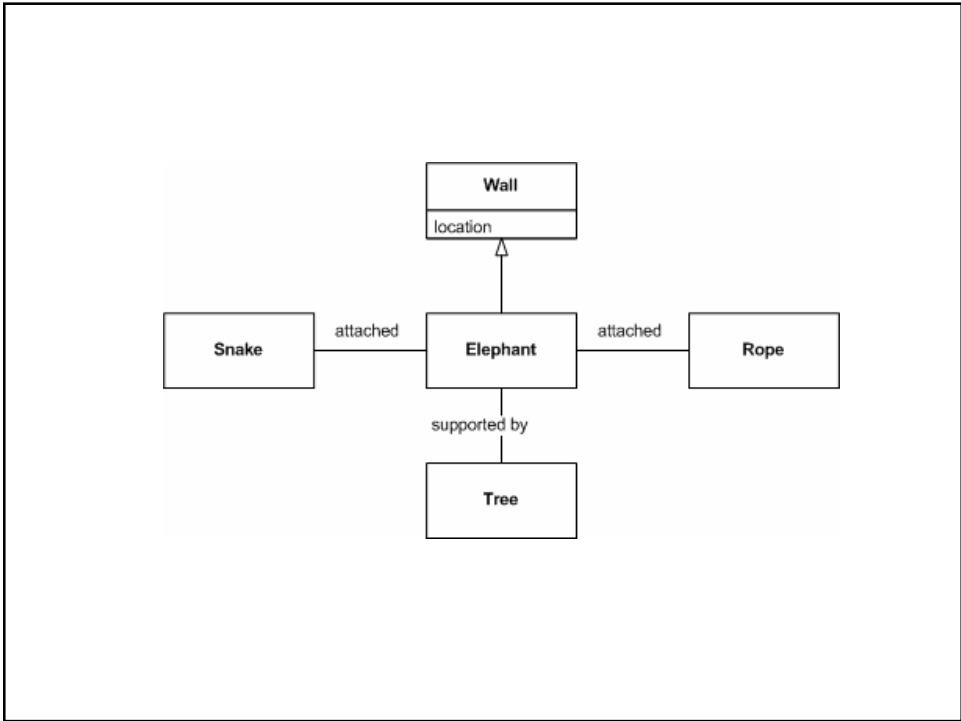 Wall
location
attached
attached
Snake
Elephant
Rope
supported by
Tree